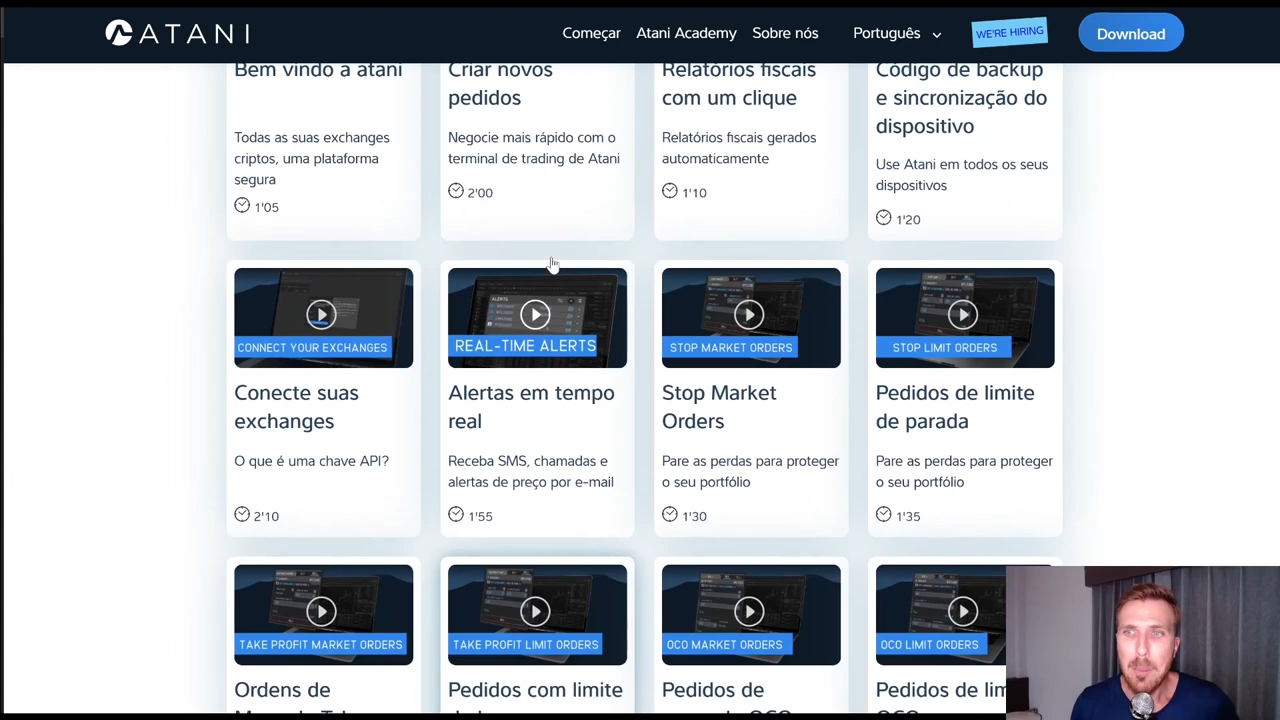 ATANI
Começar
Atani Academy
Sobre nós
Português
WE'RE HIRING
Download
Bem vindo a atani
Todas as suas exchanges
criptos, uma plataforma
segura
1'05
Criar novos
pedidos
Negocie mais rápido com o
terminal de trading de Atani
2'00
Relatórios fiscais
com um clique
Relatórios fiscais gerados
automaticamente
1'10
Código de backup
e sincronização do
dispositivo
Use Atani em todos os seus
dispositivos
1'20
CONNECT YOUR EXCHANGES
Conecte suas
exchanges
O que é uma chave API?
2'10
ALERTS
REAL-TIME ALERTS
Alertas em tempo
real
Receba SMS, chamadas e
alertas de preço por e-mail
1'55
STOP MARKET ORDERS
Stop Market
Orders
Pare as perdas para proteger
o seu portfólio
1'30
STOP LIMIT ORDERS
Pedidos de limite
de parada
Pare as perdas para proteger
o seu portfólio
1'35
TAKE PROFIT MARKET ORDERS
Ordens de
TAKE PROFIT LIMIT ORDERS
Pedidos com limite
OCO MARKET ORDERS
Pedidos de
OCO LIMIT ORDERS
Pedidos de